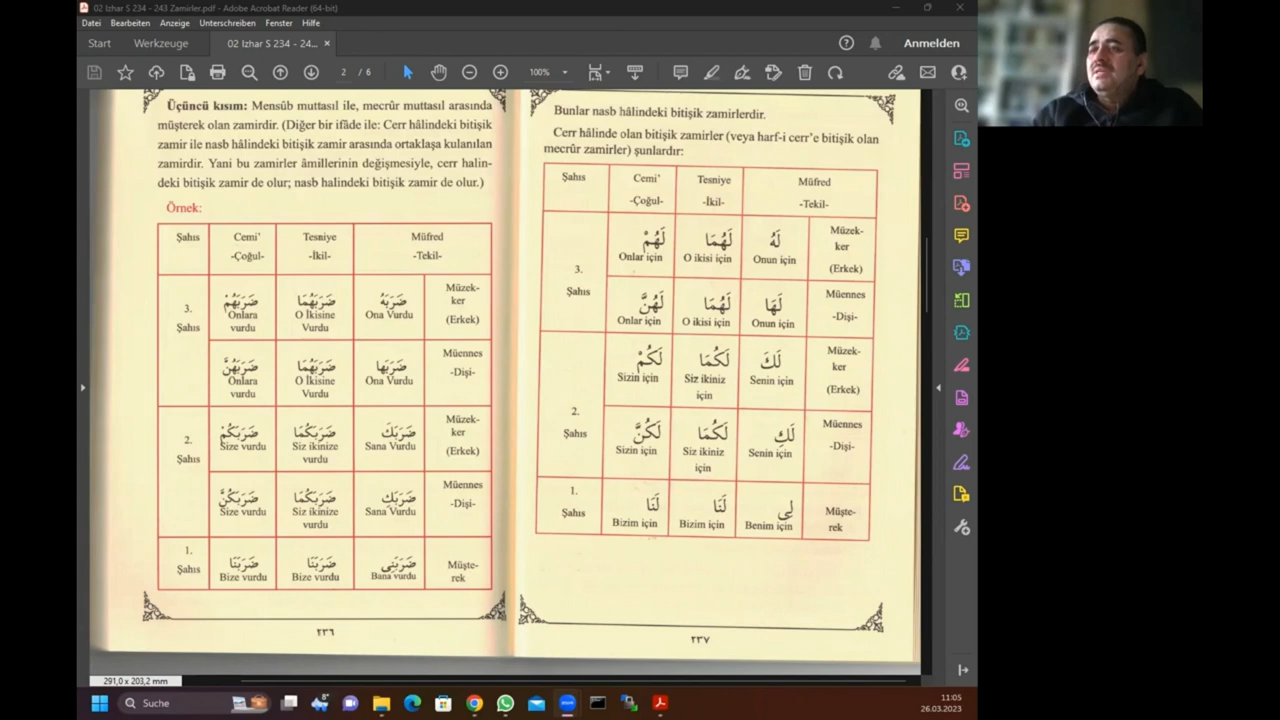 02 Izhar S 234 - 243 Zamirler.pdf - Adobe Acrobat Reader (64-bit)
Datei Bearbeiten Anzeige Unterschreiben Fenster Hilfe
Start Werkzeuge 02 Izhar S 234 - 24... × Anmelden
2 / 6 100%
Üçüncü kısım: Mensûb muttasıl ile, mecrûr muttasıl arasında
müşterek olan zamirdir. (Diğer bir ifâde ile: Cerr hâlindeki bitişik
zamir ile nasb hâlindeki bitişik zamir arasında ortaklaşa kulanılan
zamirdir. Yani bu zamirler âmillerinin değişmesiyle, cerr halin-
deki bitişik zamir de olur; nasb halindeki bitişik zamir de olur.)
Örnek:
Şahıs Cemi' Tesniye Müfred
-Çoğul- -İkil- -Tekil-
3. Şahıs
ضَرَبَهُمْ ضَرَبَهُمَا ضَرَبَهُ Müzek-
Onlara O İkisine Ona Vurdu ker
vurdu Vurdu (Erkek)
ضَرَبَهُنَّ ضَرَبَهُمَا ضَرَبَهَا Müennes
Onlara O İkisine Ona Vurdu -Dişi-
vurdu Vurdu
2. Şahıs
ضَرَبَكُمْ ضَرَبَكُمَا ضَرَبَكَ Müzek-
Size vurdu Siz ikinize Sana Vurdu ker
vurdu (Erkek)
ضَرَبَكُنَّ ضَرَبَكُمَا ضَرَبَكِ Müennes
Size vurdu Siz ikinize Sana Vurdu -Dişi-
vurdu
1. Şahıs
ضَرَبَنَا ضَرَبَنَا ضَرَبَنِى Müşte-
Bize vurdu Bize vurdu Bana vurdu rek
٢٣٦
Bunlar nasb hâlindeki bitişik zamirlerdir.
Cerr hâlinde olan bitişik zamirler (veya harf-i cerr'e bitişik olan
mecrûr zamirler) şunlardır:
Şahıs Cemi' Tesniye Müfred
-Çoğul- -İkil- -Tekil-
3. Şahıs
لَهُمْ لَهُمَا لَهُ Müzek-
Onlar için O ikisi için Onun için ker
(Erkek)
لَهُنَّ لَهُمَا لَهَا Müennes
Onlar için O ikisi için Onun için -Dişi-
2. Şahıs
لَكُمْ لَكُمَا لَكَ Müzek-
Sizin için Siz ikiniz Senin için ker
için (Erkek)
لَكُنَّ لَكُمَا لَكِ Müennes
Sizin için Siz ikiniz Senin için -Dişi-
için
1. Şahıs
لَنَا لَنَا لِى Müşte-
Bizim için Bizim için Benim için rek
٢٣٧
291,0 x 203,2 mm
Suche
8°
11:05
26.03.2023